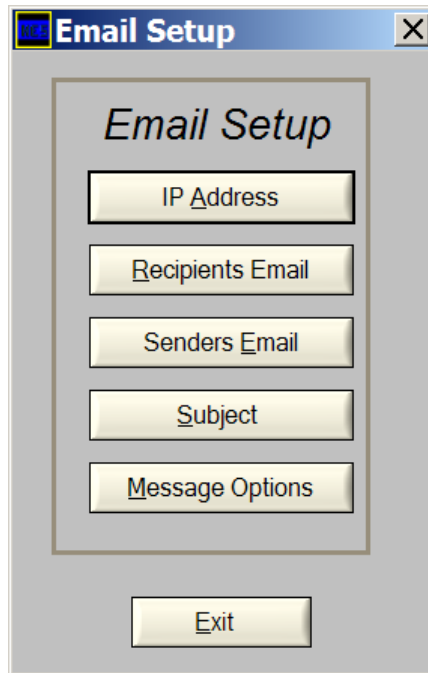 Email Setup
Email Setup
IP Address
Recipients Email
Senders Email
Subject
Message Options
Exit